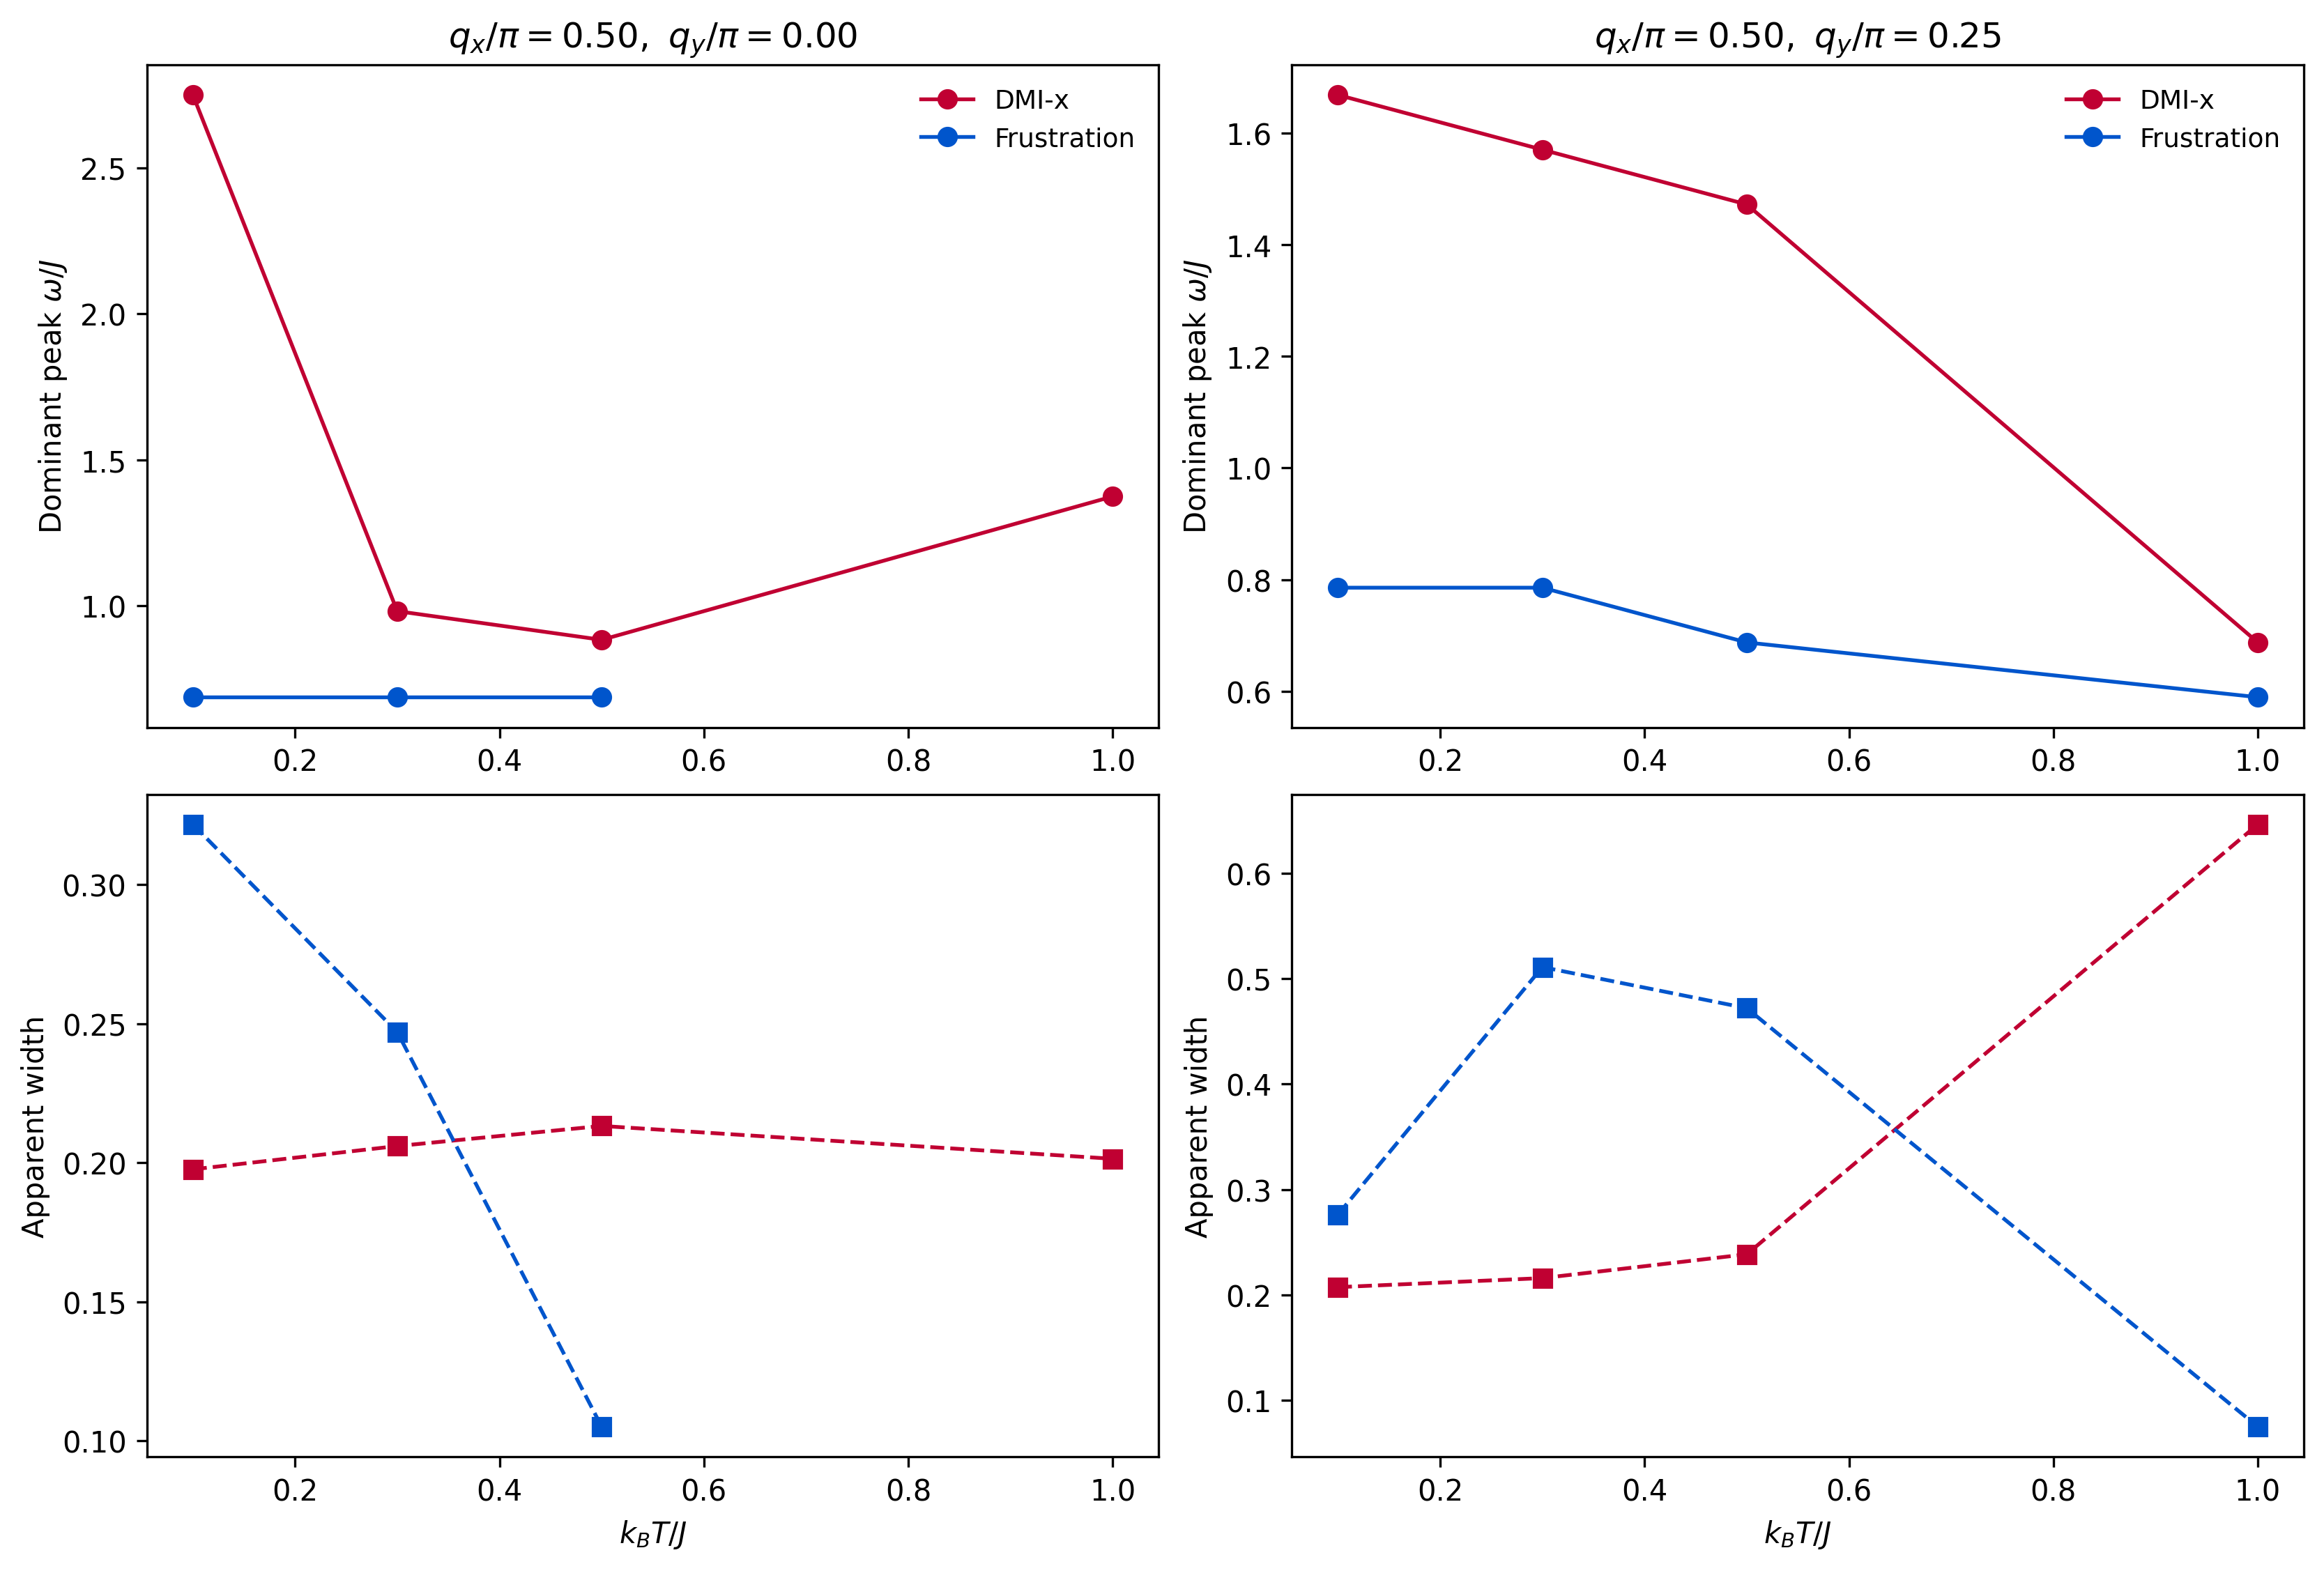 q_x/π = 0.50, q_y/π = 0.00
DMI-x
Frustration
Dominant peak ω/J
2.5
2.0
1.5
1.0
0.2 0.4 0.6 0.8 1.0
q_x/π = 0.50, q_y/π = 0.25
DMI-x
Frustration
Dominant peak ω/J
1.6
1.4
1.2
1.0
0.8
0.6
0.2 0.4 0.6 0.8 1.0
Apparent width
0.30
0.25
0.20
0.15
0.10
0.2 0.4 0.6 0.8 1.0
k_BT/J
Apparent width
0.6
0.5
0.4
0.3
0.2
0.1
0.2 0.4 0.6 0.8 1.0
k_BT/J